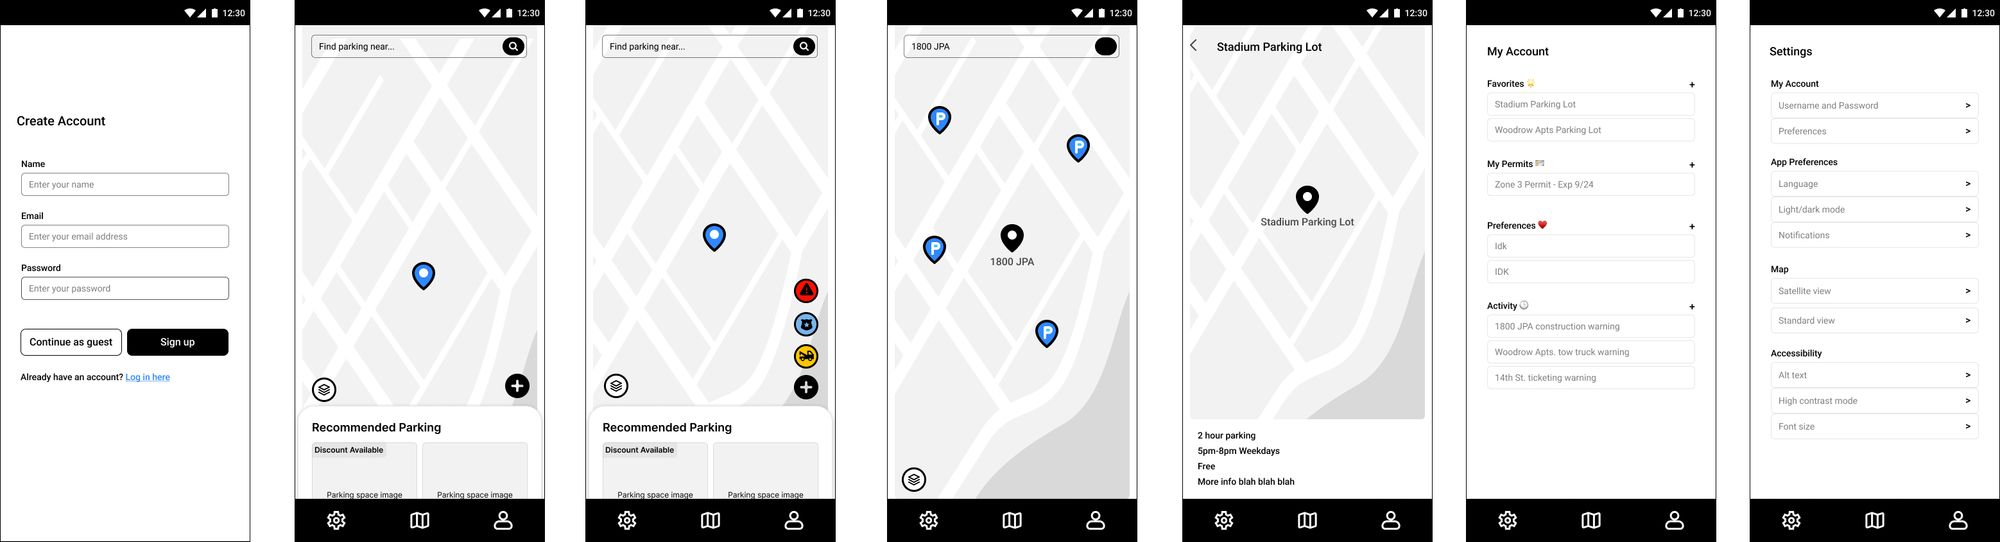 12:30
Create Account
Name
Enter your name
Email
Enter your email address
Password
Enter your password
Continue as guest
Sign up
Already have an account? Log in here
12:30
Find parking near...
Recommended Parking
Discount Available
Parking space image
Parking space image
12:30
Find parking near...
Recommended Parking
Discount Available
Parking space image
Parking space image
12:30
1800 JPA
P
P
P
1800 JPA
P
12:30
Stadium Parking Lot
Stadium Parking Lot
2 hour parking
5pm-8pm Weekdays
Free
More info blah blah blah
12:30
My Account
Favorites
+
Stadium Parking Lot
Woodrow Apts Parking Lot
My Permits
+
Zone 3 Permit - Exp 9/24
Preferences
+
Idk
IDK
Activity
+
1800 JPA construction warning
Woodrow Apts. tow truck warning
14th St. ticketing warning
12:30
Settings
My Account
Username and Password >
Preferences >
App Preferences
Language >
Light/dark mode >
Notifications >
Map
Satellite view >
Standard view >
Accessibility
Alt text >
High contrast mode >
Font size >